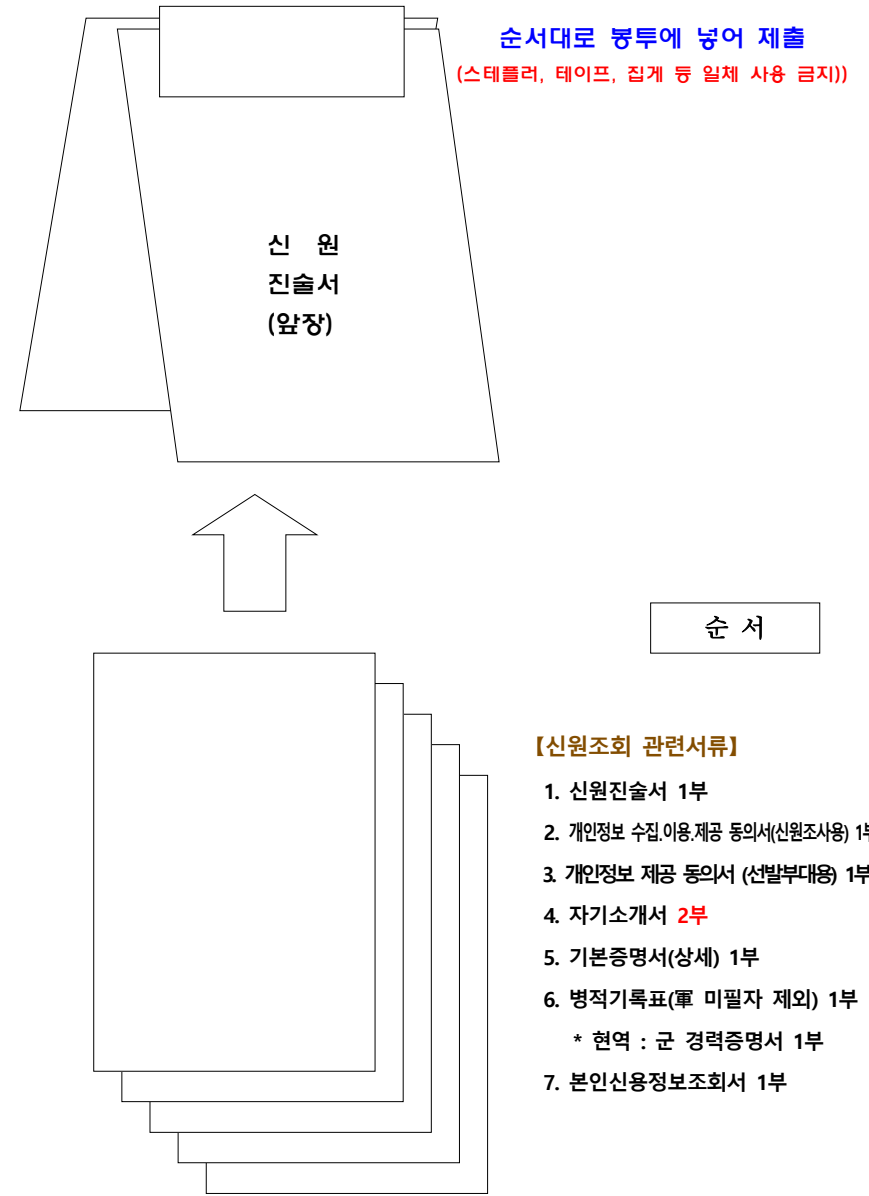 순서대로 봉투에 넣어 제출
(스테플러, 테이프, 집게 등 일체 사용 금지))
신 원
진술서
(앞장)
순 서
【신원조회 관련서류】
1. 신원진술서 1부
2. 개인정보 수집.이용.제공 동의서(신원조사용) 1부
3. 개인정보 제공 동의서 (선발부대용) 1부
4. 자기소개서 2부
5. 기본증명서(상세) 1부
6. 병적기록표(軍 미필자 제외) 1부
* 현역 : 군 경력증명서 1부
7. 본인신용정보조회서 1부